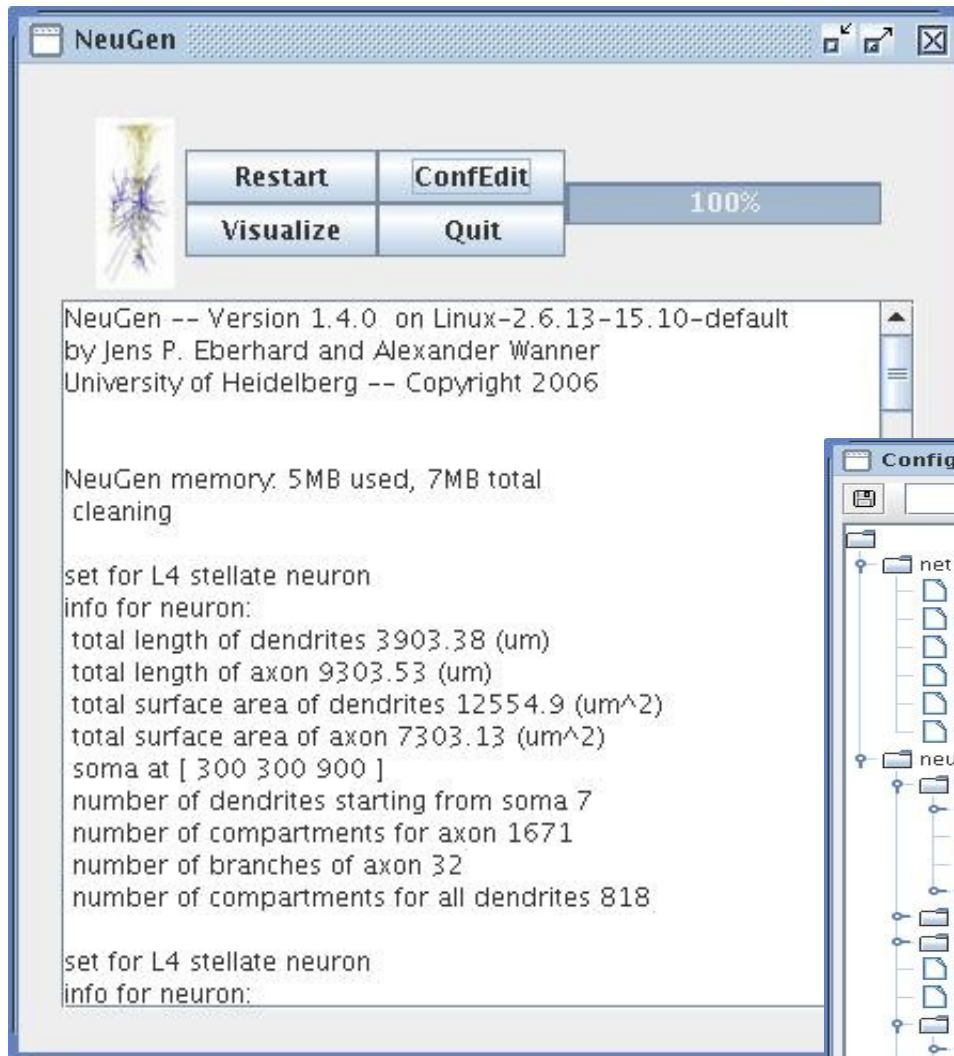 NeuGen
Restart
ConfEdit
100%
Visualize
Quit
NeuGen -- Version 1.4.0 on Linux-2.6.13-15.10-default
by Jens P. Eberhard and Alexander Wanner
University of Heidelberg -- Copyright 2006
NeuGen memory: 5MB used, 7MB total
cleaning
set for L4 stellate neuron
info for neuron:
total length of dendrites 3903.38 (um)
total length of axon 9303.53 (um)
total surface area of dendrites 12554.9 (um^2)
total surface area of axon 7303.13 (um^2)
soma at [ 300 300 900 ]
number of dendrites starting from soma 7
number of compartments for axon 1671
number of branches of axon 32
number of compartments for all dendrites 818
set for L4 stellate neuron
info for neuron:
Config
net
neu